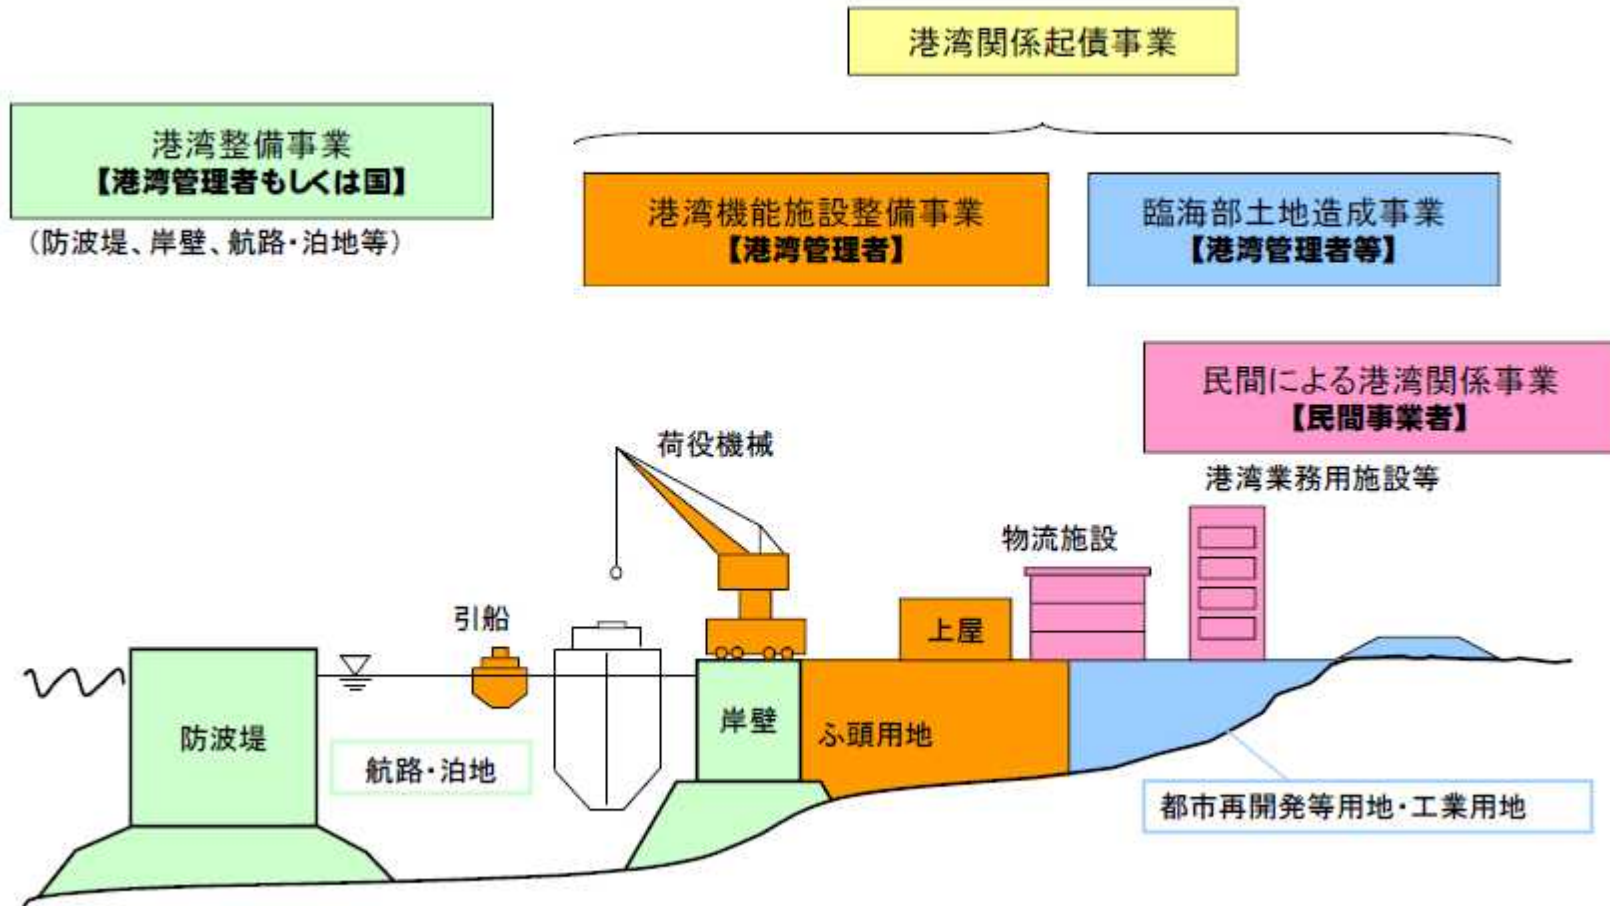 港湾関係起債事業
港湾整備事業
【港湾管理者もしくは国】
（防波堤、岸壁、航路・泊地等）
港湾機能施設整備事業
【港湾管理者】
臨海部土地造成事業
【港湾管理者等】
民間による港湾関係事業
【民間事業者】
港湾業務用施設等
荷役機械
物流施設
引船
上屋
防波堤
航路・泊地
岸壁
ふ頭用地
都市再開発等用地・工業用地